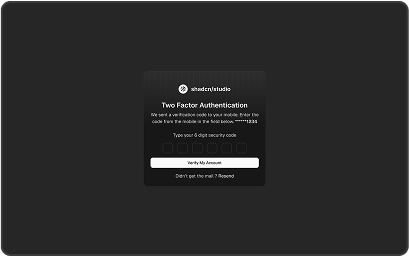 shadcn/studio
Two Factor Authentication
We sent a verification code to your mobile. Enter the
code from the mobile in the field below. ******1234
Type your 6 digit security code
Verify My Account
Didn't get the mail ? Resend